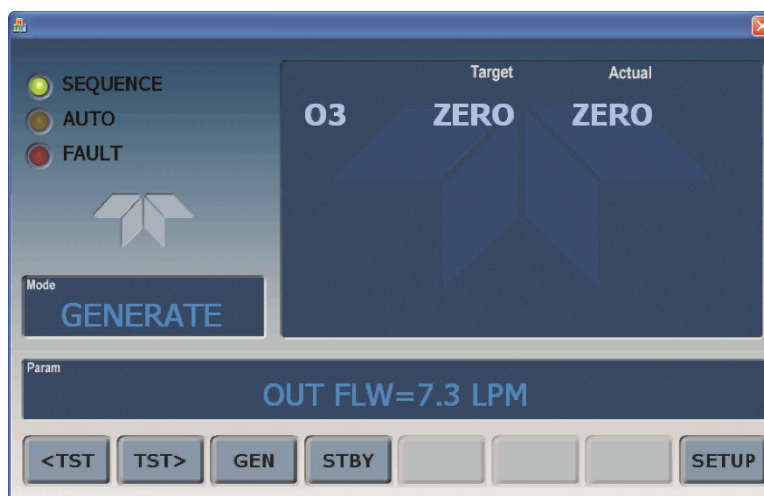 SEQUENCE
AUTO
FAULT
Target Actual
O3 ZERO ZERO
Mode
GENERATE
Param
OUT FLW=7.3 LPM
<TST TST> GEN STBY SETUP